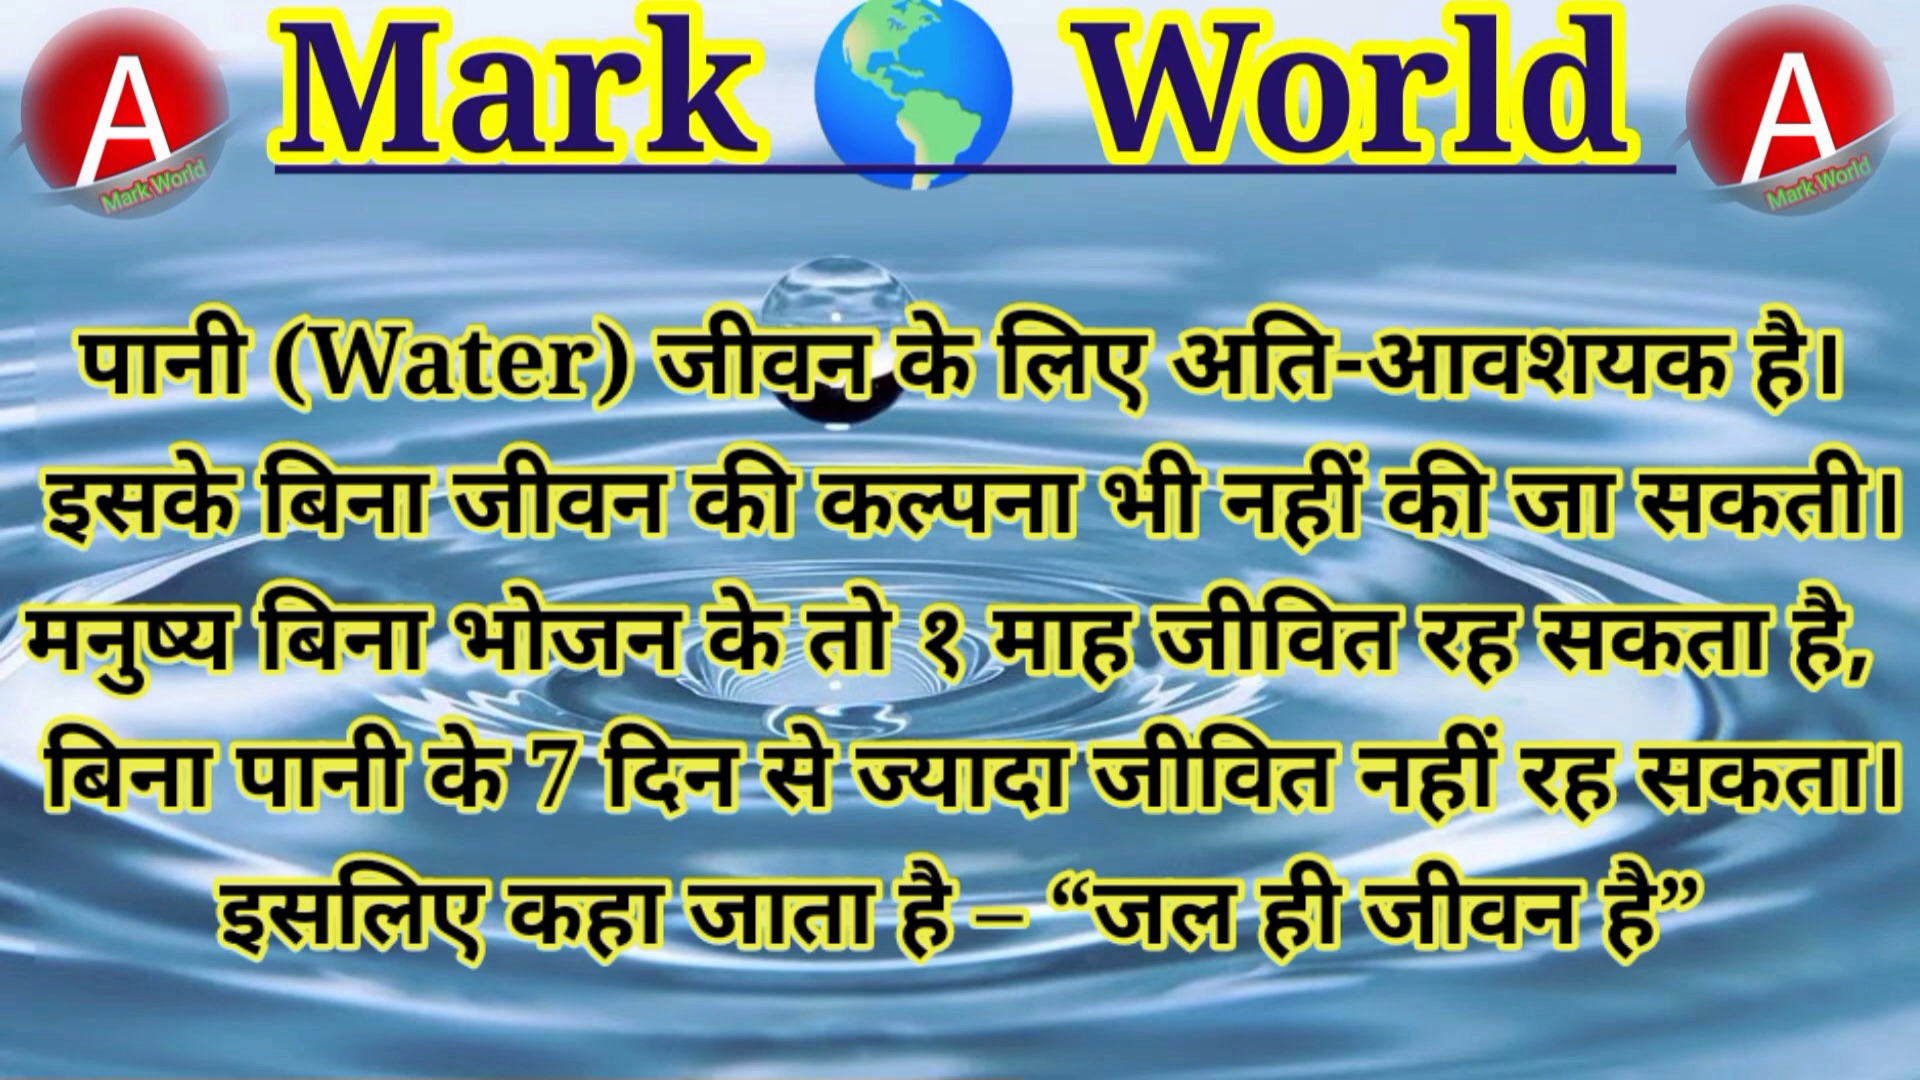 A Mark World A
Mark World Mark World
पानी (Water) जीवन के लिए अति-आवशयक है।
इसके बिना जीवन की कल्पना भी नहीं की जा सकती।
मनुष्य बिना भोजन के तो १ माह जीवित रह सकता है,
बिना पानी के 7 दिन से ज्यादा जीवित नहीं रह सकता।
इसलिए कहा जाता है – “जल ही जीवन है”